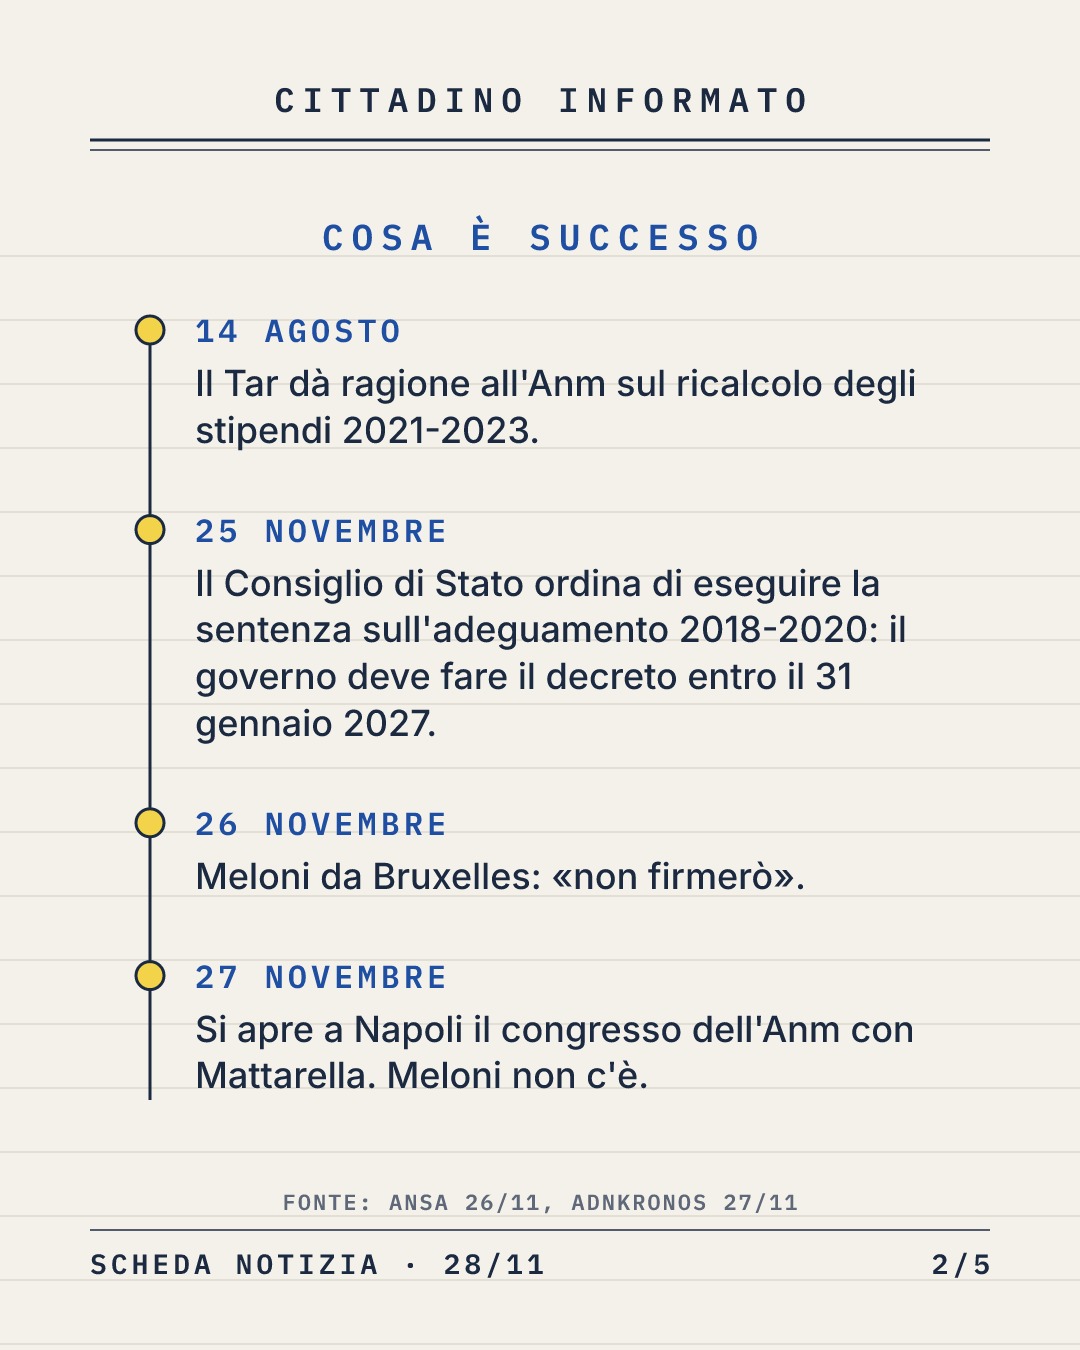 CITTADINO INFORMATO
COSA È SUCCESSO
14 AGOSTO
Il Tar dà ragione all'Anm sul ricalcolo degli
stipendi 2021-2023.
25 NOVEMBRE
Il Consiglio di Stato ordina di eseguire la
sentenza sull'adeguamento 2018-2020: il
governo deve fare il decreto entro il 31
gennaio 2027.
26 NOVEMBRE
Meloni da Bruxelles: «non firmerò».
27 NOVEMBRE
Si apre a Napoli il congresso dell'Anm con
Mattarella. Meloni non c'è.
FONTE: ANSA 26/11, ADNKRONOS 27/11
SCHEDA NOTIZIA · 28/11 2/5